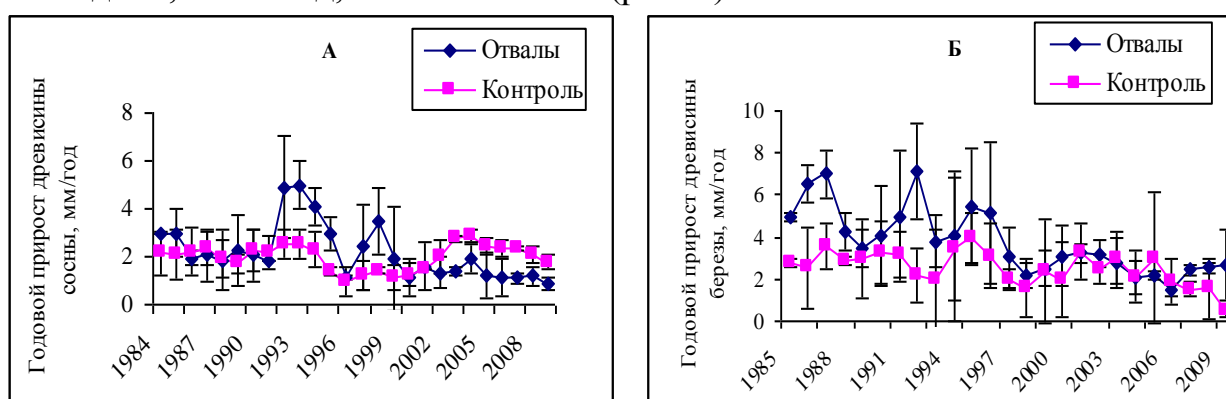 А
Отвалы
Контроль
Годовой прирост древисины
сосны, мм/год
8
6
4
2
0
1984
1987
1990
1993
1996
1999
2002
2005
2008
Б
Отвалы
Контроль
Годовой прирост древисины
березы, мм/год
10
8
6
4
2
0
1985
1988
1991
1994
1997
2000
2003
2006
2009